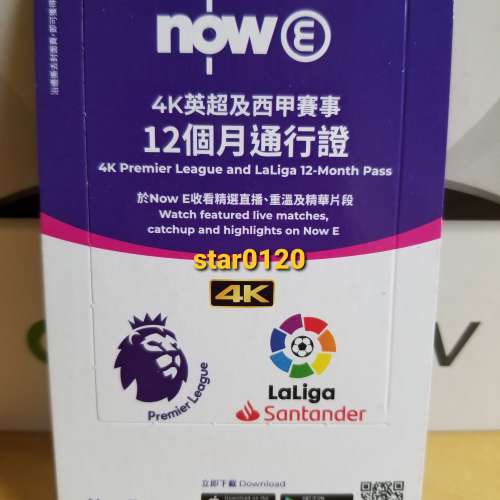 now E
4K英超及西甲賽事
12個月通行證
4K Premier League and LaLiga 12-Month Pass
於Now E收看精選直播、重溫及精華片段
Watch featured live matches,
catchup and highlights on Now E
star0120
4K
Premier League
LaLiga
Santander
立即下載 Download